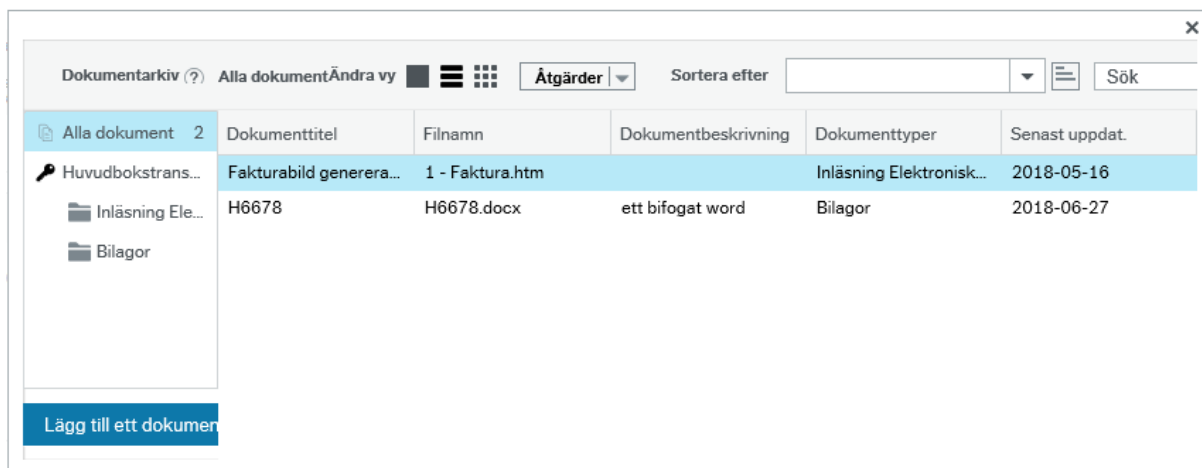 ×
Dokumentarkiv ? Alla dokument Ändra vy Åtgärder Sortera efter Sök
Alla dokument 2 Dokumenttitel Filnamn Dokumentbeskrivning Dokumenttyper Senast uppdat.
Huvudbokstrans... Fakturabild generera... 1 - Faktura.htm Inläsning Elektronisk... 2018-05-16
Inläsning Ele... H6678 H6678.docx ett bifogat word Bilagor 2018-06-27
Bilagor
Lägg till ett dokumen